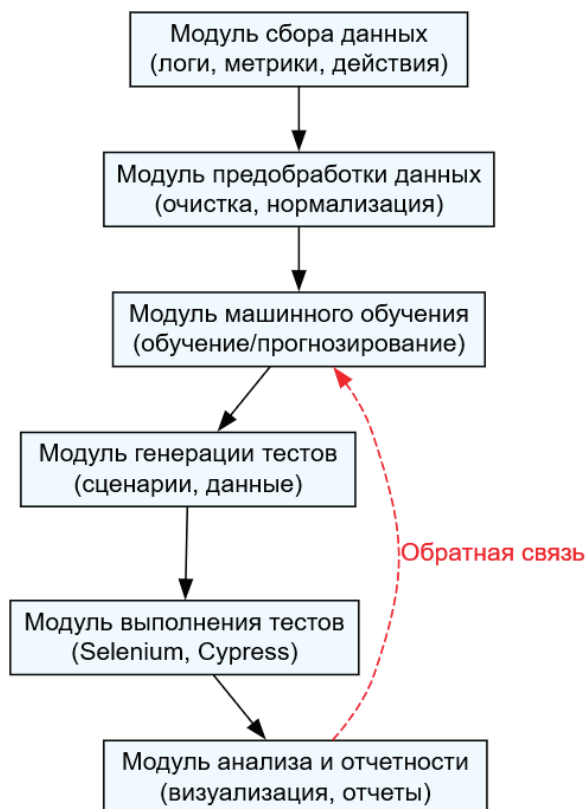 Модуль сбора данных
(логи, метрики, действия)
Модуль предобработки данных
(очистка, нормализация)
Модуль машинного обучения
(обучение/прогнозирование)
Модуль генерации тестов
(сценарии, данные)
Обратная связь
Модуль выполнения тестов
(Selenium, Cypress)
Модуль анализа и отчетности
(визуализация, отчеты)